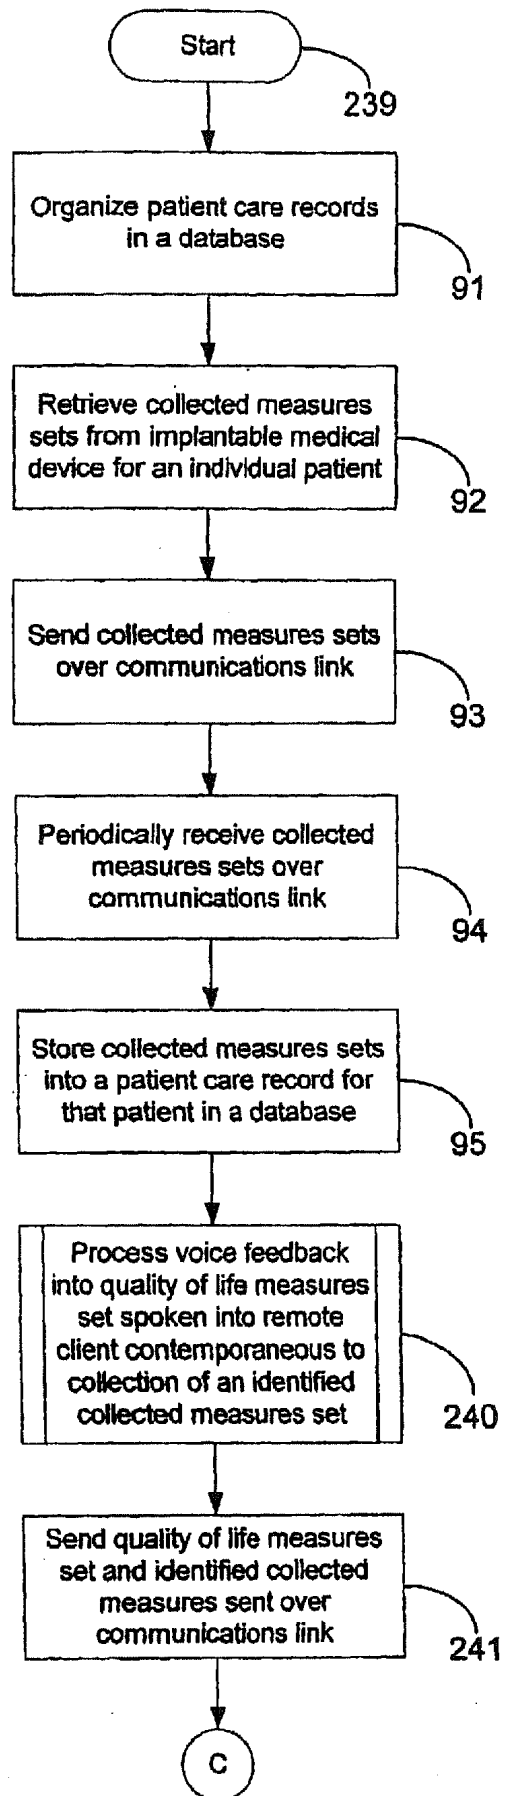 Start
239
Organize patient care records
in a database
91
Retrieve collected measures
sets from implantable medical
device for an individual patient
92
Send collected measures sets
over communications link
93
Periodically receive collected
measures sets over
communications link
94
Store collected measures sets
into a patient care record for
that patient in a database
95
Process voice feedback
into quality of life measures
set spoken into remote
client contemporaneous to
collection of an identified
collected measures set
240
Send quality of life measures
set and identified collected
measures sent over
communications link
241
C